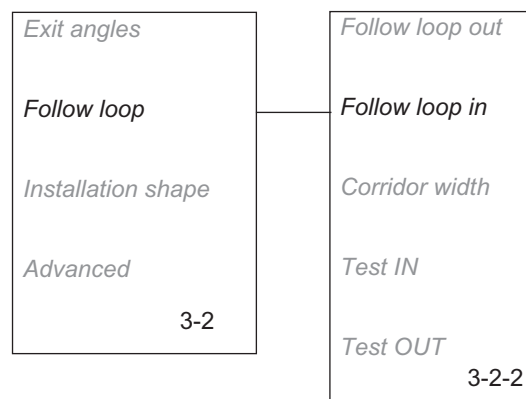 Exit angles
Follow loop
Installation shape
Advanced
3-2
Follow loop out
Follow loop in
Corridor width
Test IN
Test OUT
3-2-2